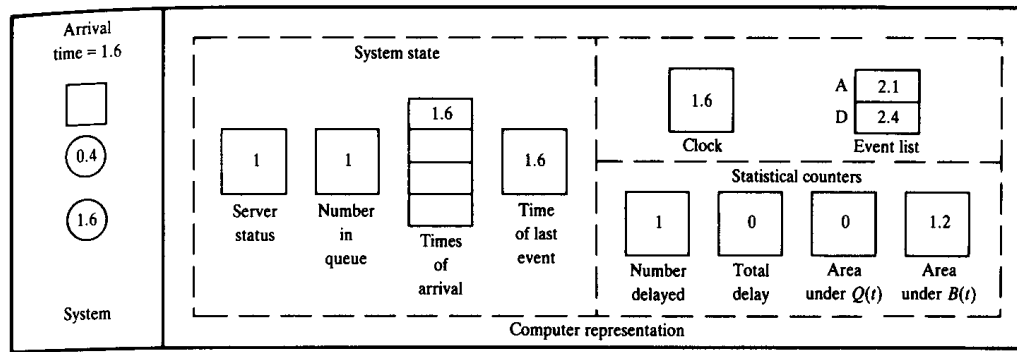 Arrival
time = 1.6
0.4
1.6
System
System state
1
Server
status
1
Number
in
queue
1.6
Times
of
arrival
1.6
Time
of last
event
1.6
Clock
A 2.1
D 2.4
Event list
Statistical counters
1
Number
delayed
0
Total
delay
0
Area
under Q(t)
1.2
Area
under B(t)
Computer representation